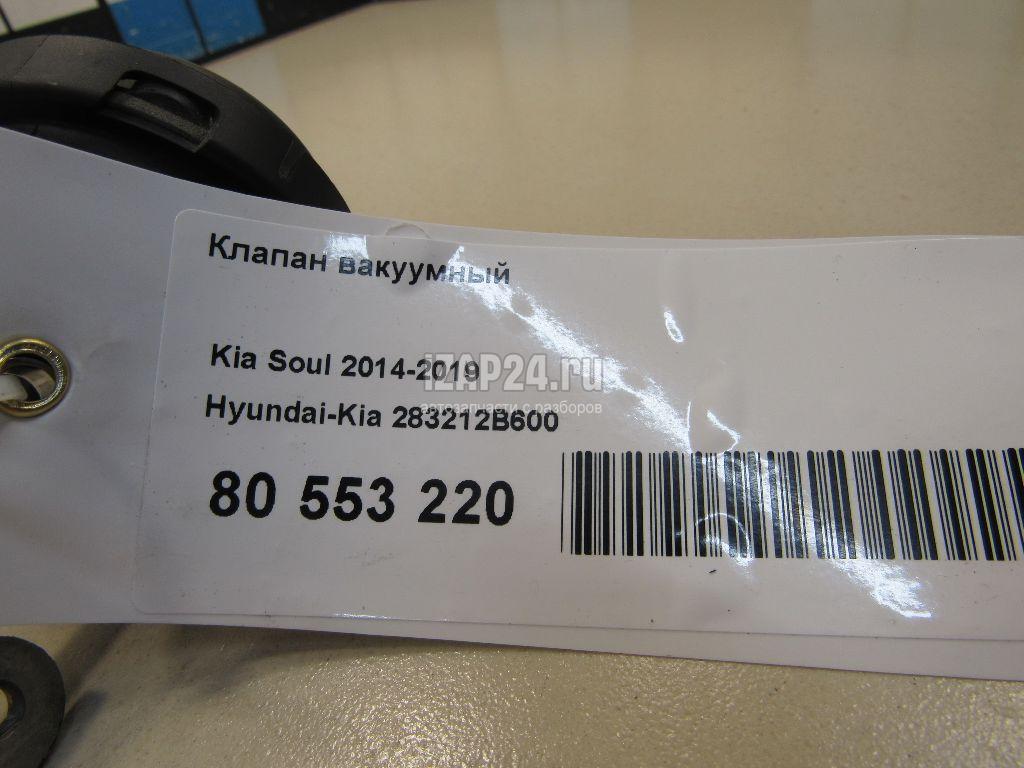 Клапан вакуумный
Kia Soul 2014-2019
iZAP24.ru
автозапчасти с разборов
Hyundai-Kia 283212B600
80 553 220